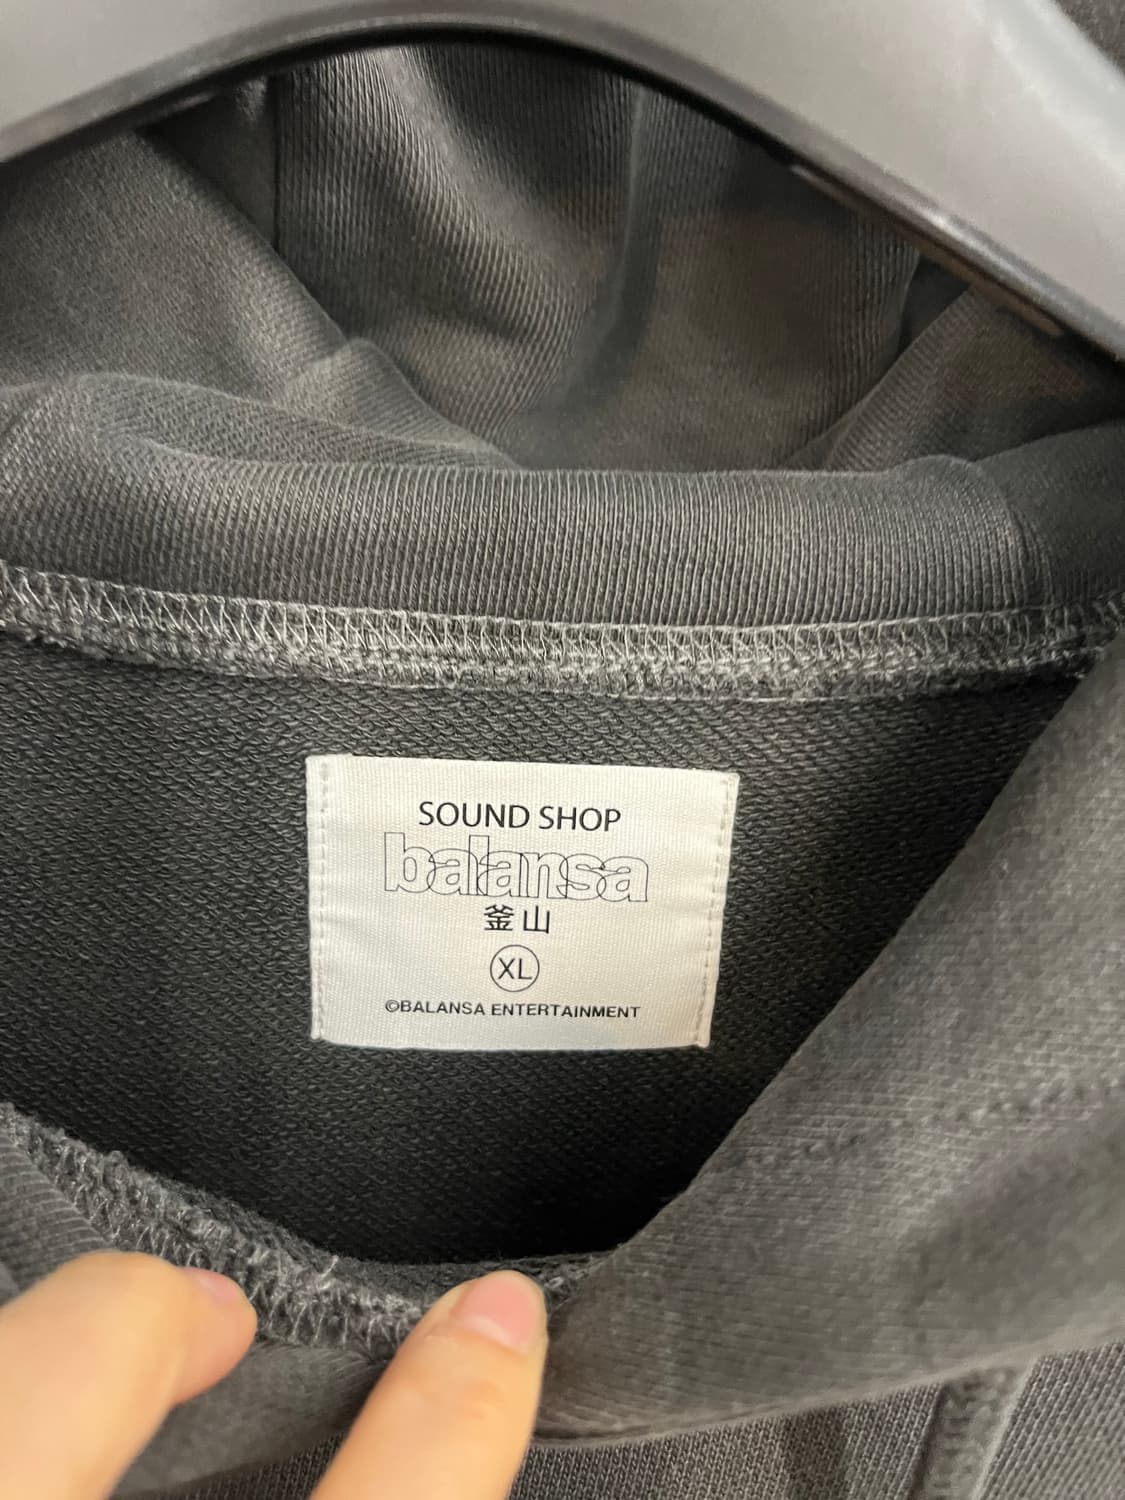 SOUND SHOP
balansa
釜山
XL
©BALANSA ENTERTAINMENT